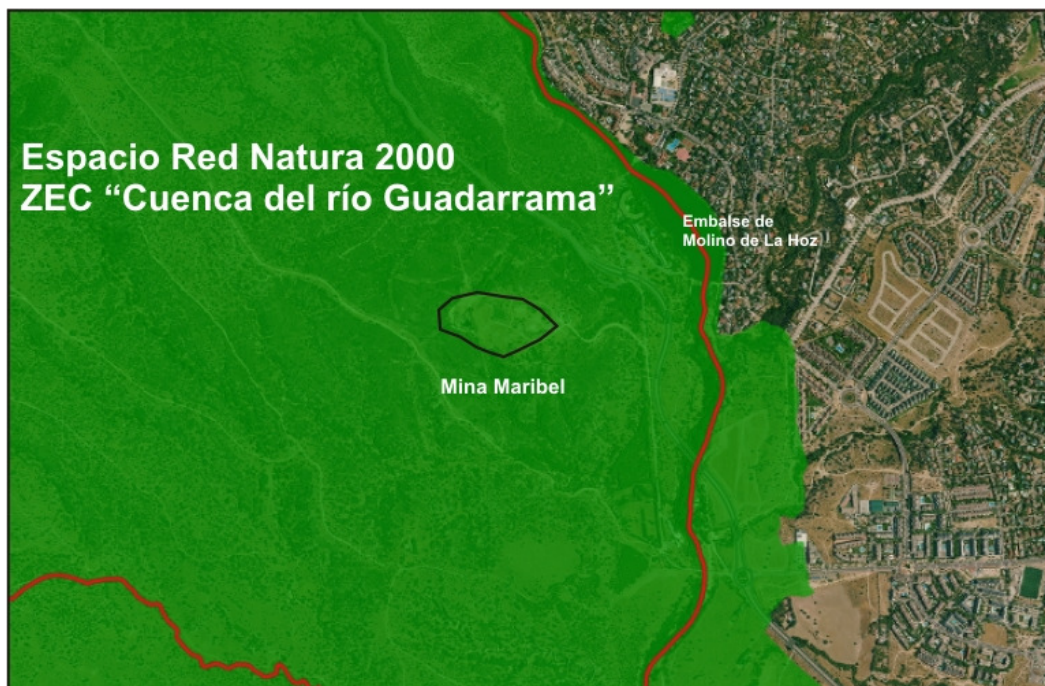 Espacio Red Natura 2000
ZEC “Cuenca del río Guadarrama”
Embalse de
Molino de La Hoz
Mina Maribel